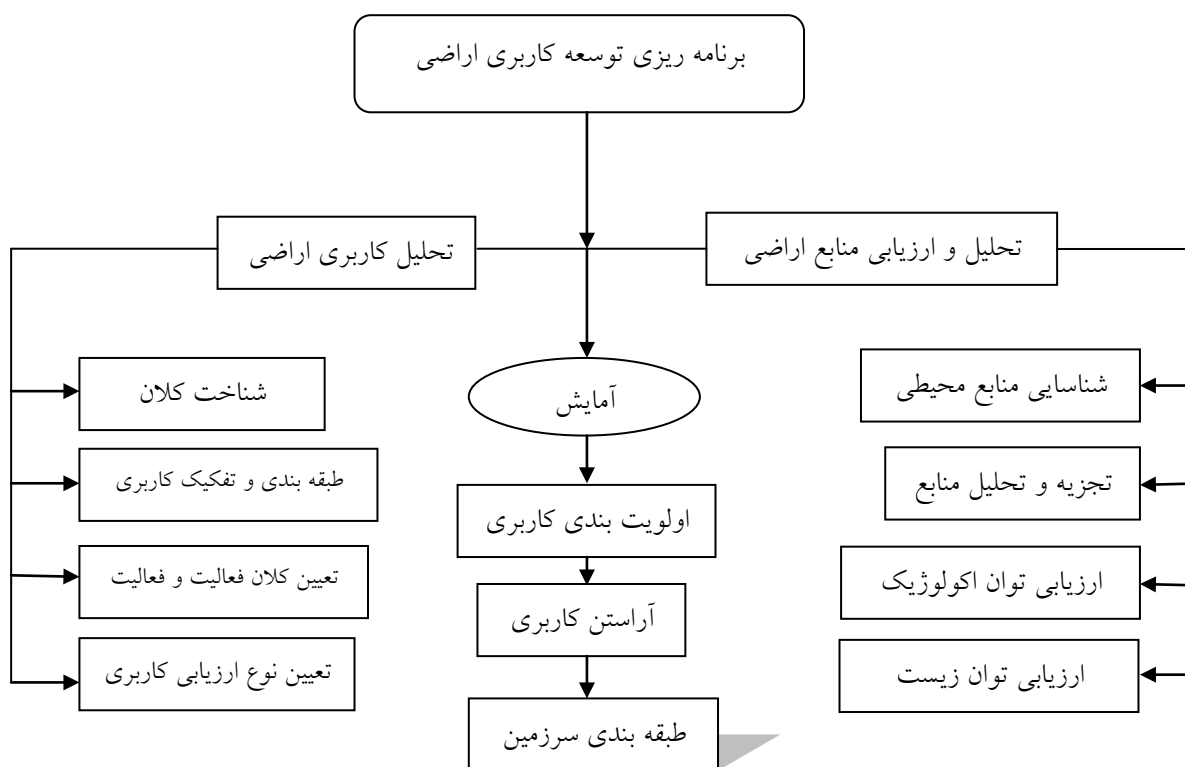 برنامه ریزی توسعه کاربری اراضی
تحلیل و ارزیابی منابع اراضی
تحلیل کاربری اراضی
شناسایی منابع محیطی
تجزیه و تحلیل منابع
ارزیابی توان اکولوژیک
ارزیابی توان زیست
آمایش
اولویت بندی کاربری
آراستن کاربری
طبقه بندی سرزمین
شناخت کلان
طبقه بندی و تفکیک کاربری
تعیین کلان فعالیت و فعالیت
تعیین نوع ارزیابی کاربری